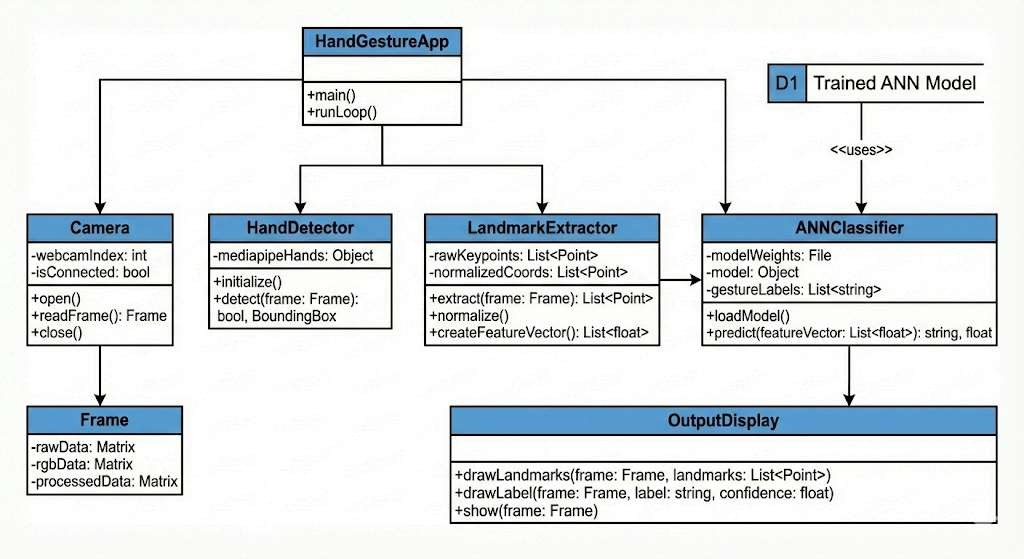 HandGestureApp
+main()
+runLoop()
D1 Trained ANN Model
<<uses>>
Camera
-webcamIndex: int
-isConnected: bool
+open()
+readFrame(): Frame
+close()
HandDetector
-mediapipeHands: Object
+initialize()
+detect(frame: Frame):
bool, BoundingBox
LandmarkExtractor
-rawKeypoints: List<Point>
-normalizedCoords: List<Point>
+extract(frame: Frame): List<Point>
+normalize()
+createFeatureVector(): List<float>
ANNClassifier
-modelWeights: File
-model: Object
-gestureLabels: List<string>
+loadModel()
+predict(featureVector: List<float>): string, float
Frame
-rawData: Matrix
-rgbData: Matrix
-processedData: Matrix
OutputDisplay
+drawLandmarks(frame: Frame, landmarks: List<Point>)
+drawLabel(frame: Frame, label: string, confidence: float)
+show(frame: Frame)